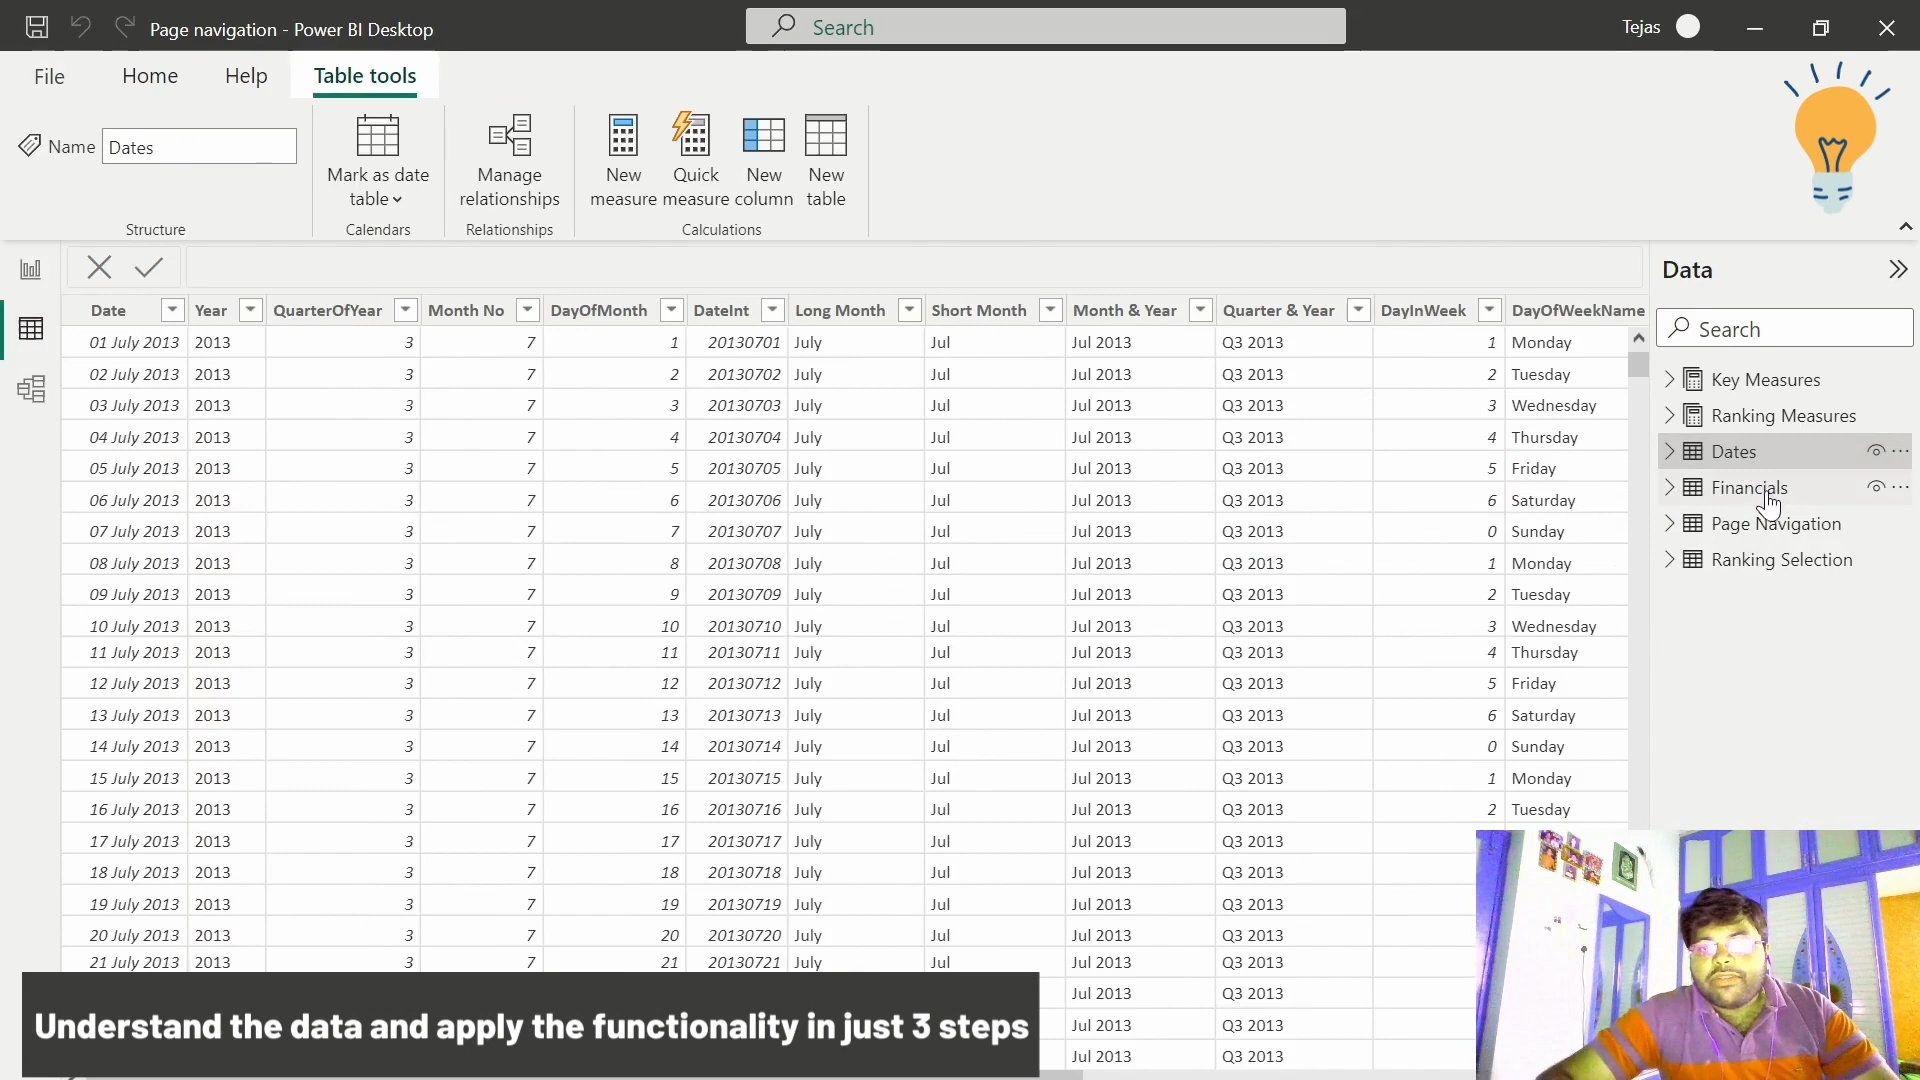 Page navigation - Power BI Desktop
Search
Tejas
File Home Help Table tools
Name Dates
Mark as date table
Manage relationships
New measure
Quick measure
New column
New table
Structure Calendars Relationships Calculations
Date Year QuarterOfYear Month No DayOfMonth DateInt Long Month Short Month Month & Year Quarter & Year DayInWeek DayOfWeekName
01 July 2013 2013 3 7 1 20130701 July Jul Jul 2013 Q3 2013 1 Monday
02 July 2013 2013 3 7 2 20130702 July Jul Jul 2013 Q3 2013 2 Tuesday
03 July 2013 2013 3 7 3 20130703 July Jul Jul 2013 Q3 2013 3 Wednesday
04 July 2013 2013 3 7 4 20130704 July Jul Jul 2013 Q3 2013 4 Thursday
05 July 2013 2013 3 7 5 20130705 July Jul Jul 2013 Q3 2013 5 Friday
06 July 2013 2013 3 7 6 20130706 July Jul Jul 2013 Q3 2013 6 Saturday
07 July 2013 2013 3 7 7 20130707 July Jul Jul 2013 Q3 2013 0 Sunday
08 July 2013 2013 3 7 8 20130708 July Jul Jul 2013 Q3 2013 1 Monday
09 July 2013 2013 3 7 9 20130709 July Jul Jul 2013 Q3 2013 2 Tuesday
10 July 2013 2013 3 7 10 20130710 July Jul Jul 2013 Q3 2013 3 Wednesday
11 July 2013 2013 3 7 11 20130711 July Jul Jul 2013 Q3 2013 4 Thursday
12 July 2013 2013 3 7 12 20130712 July Jul Jul 2013 Q3 2013 5 Friday
13 July 2013 2013 3 7 13 20130713 July Jul Jul 2013 Q3 2013 6 Saturday
14 July 2013 2013 3 7 14 20130714 July Jul Jul 2013 Q3 2013 0 Sunday
15 July 2013 2013 3 7 15 20130715 July Jul Jul 2013 Q3 2013 1 Monday
16 July 2013 2013 3 7 16 20130716 July Jul Jul 2013 Q3 2013 2 Tuesday
17 July 2013 2013 3 7 17 20130717 July Jul Jul 2013 Q3 2013
18 July 2013 2013 3 7 18 20130718 July Jul Jul 2013 Q3 2013
19 July 2013 2013 3 7 19 20130719 July Jul Jul 2013 Q3 2013
20 July 2013 2013 3 7 20 20130720 July Jul Jul 2013 Q3 2013
21 July 2013 2013 3 7 21 20130721 July Jul Jul 2013 Q3 2013
Jul 2013 Q3 2013
Jul 2013 Q3 2013
Jul 2013 Q3 2013
Data
Search
Key Measures
Ranking Measures
Dates
Financials
Page Navigation
Ranking Selection
Understand the data and apply the functionality in just 3 steps